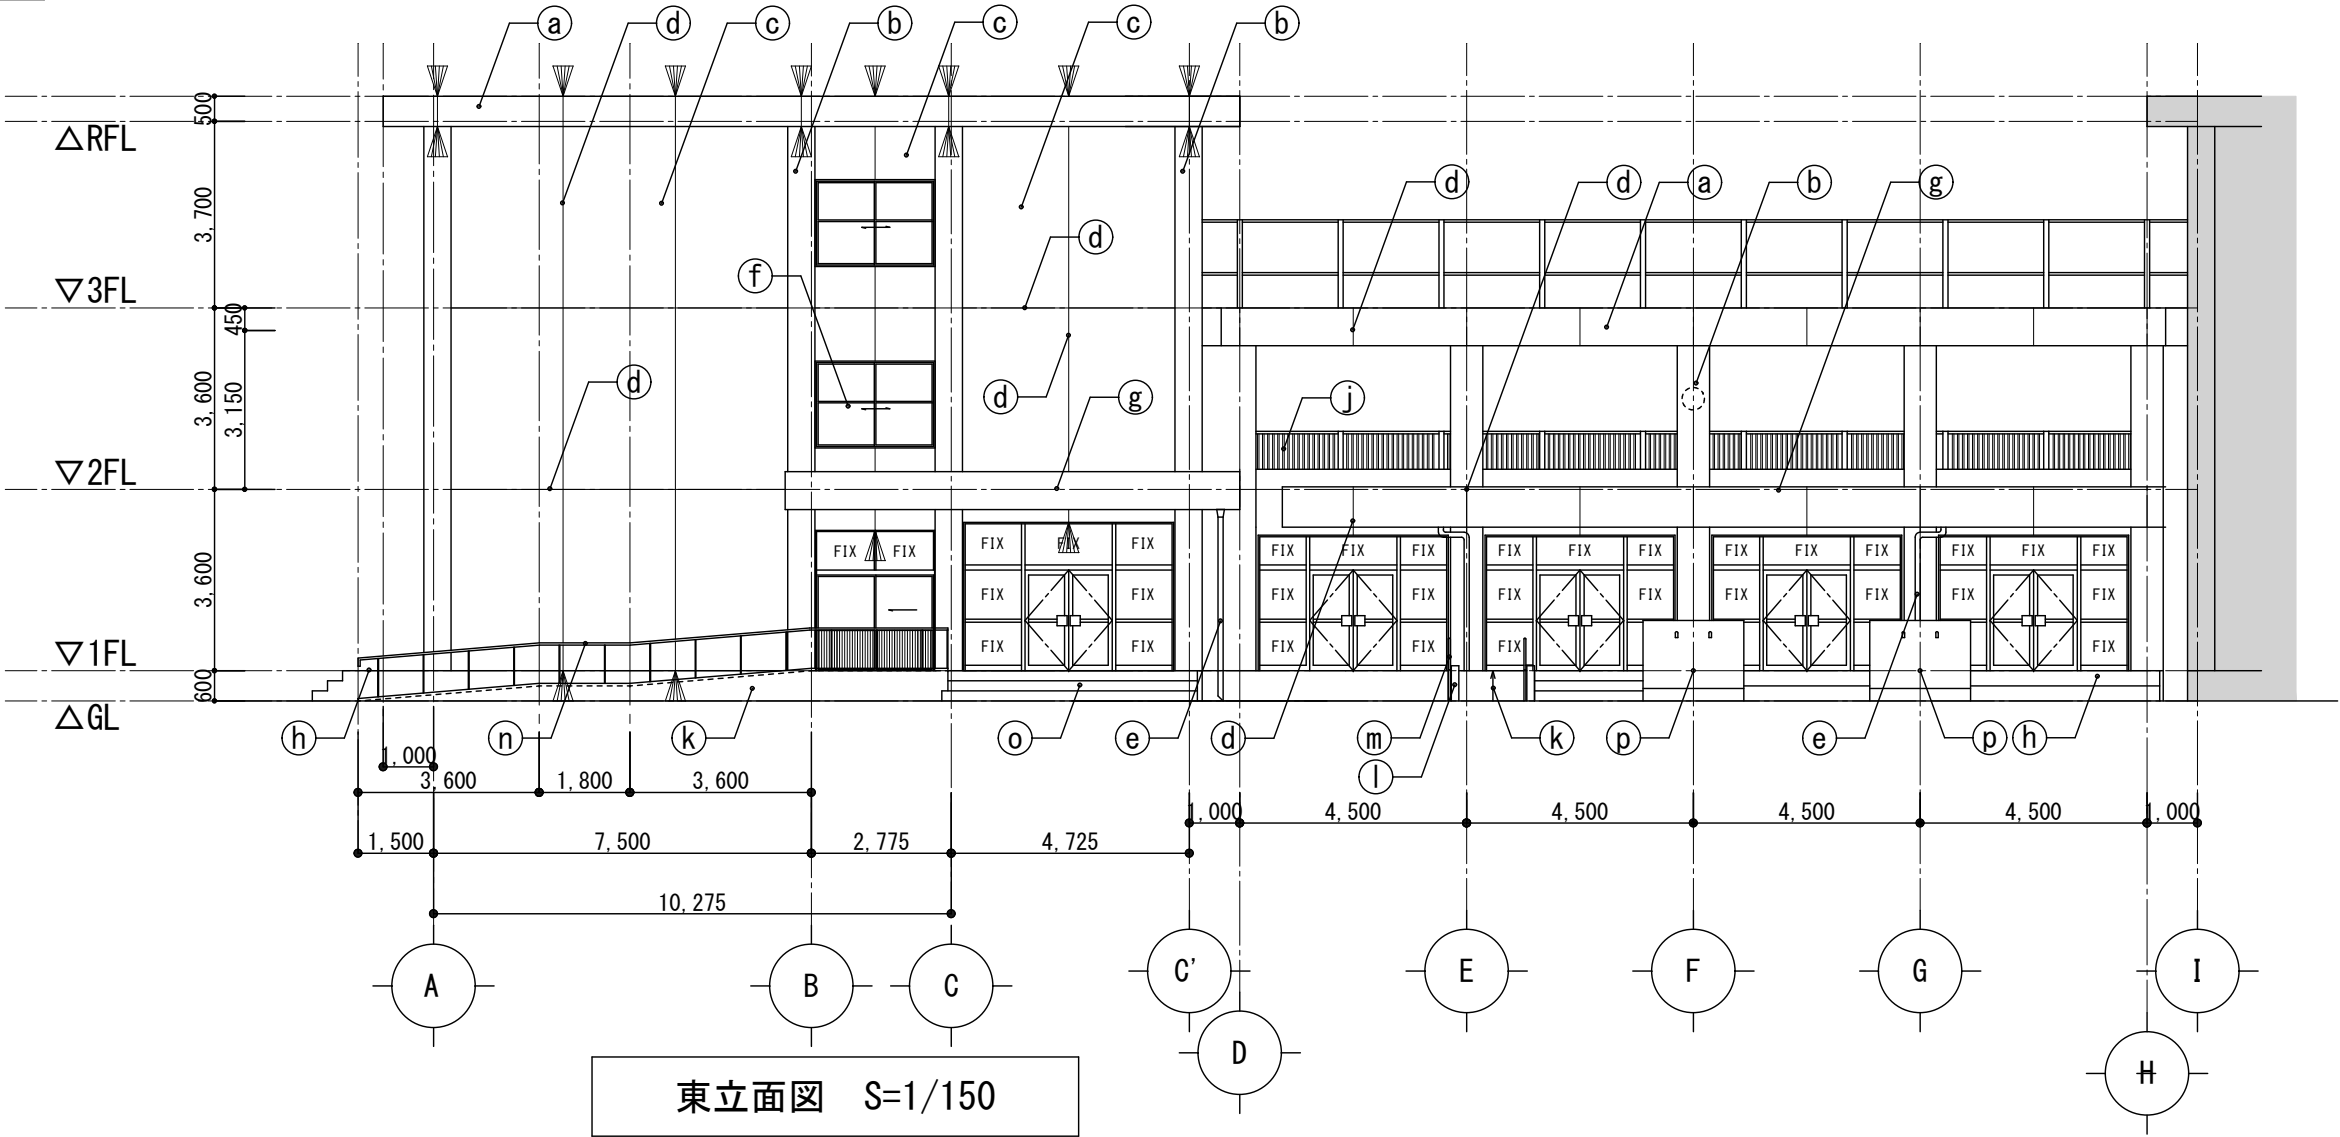 a d c b c c b
500
△RFL
d d a b g
3,700
d
f
▽3FL
450
3,600
3,150
d d g j
▽2FL
FIX FIX FIX FIX FIX FIX FIX FIX FIX FIX FIX FIX FIX FIX FIX FIX FIX
3,600
FIX FIX FIX FIX FIX FIX FIX FIX FIX FIX
▽1FL
FIX FIX FIX FIX FIX FIX FIX FIX
600
△GL
h n k o e d m k p e p h
l
1,000
3,600 1,800 3,600
1,000 4,500 4,500 4,500 4,500 1,000
1,500 7,500 2,775 4,725
10,275
A B C C' E F G I
D
H
東立面図 S=1/150